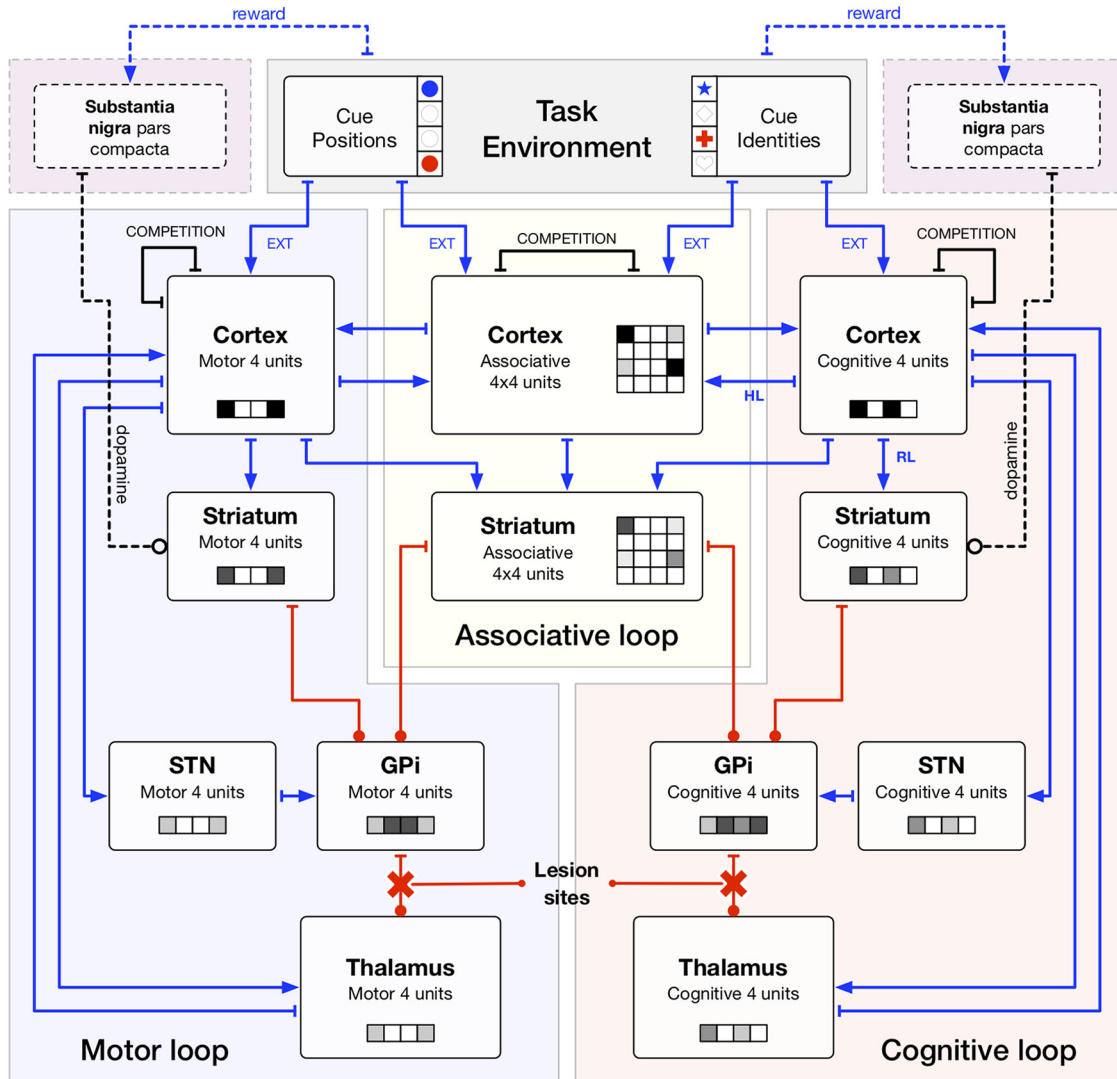 reward
reward
Substantia
nigra pars
compacta
Cue
Positions
Task
Environment
Cue
Identities
Substantia
nigra pars
compacta
COMPETITION
EXT
EXT
COMPETITION
EXT
EXT
COMPETITION
Cortex
Motor 4 units
Cortex
Associative
4x4 units
Cortex
Cognitive 4 units
HL
dopamine
RL
dopamine
Striatum
Motor 4 units
Striatum
Associative
4x4 units
Striatum
Cognitive 4 units
Associative loop
STN
Motor 4 units
GPi
Motor 4 units
GPi
Cognitive 4 units
STN
Cognitive 4 units
Lesion
sites
Thalamus
Motor 4 units
Thalamus
Cognitive 4 units
Motor loop
Cognitive loop